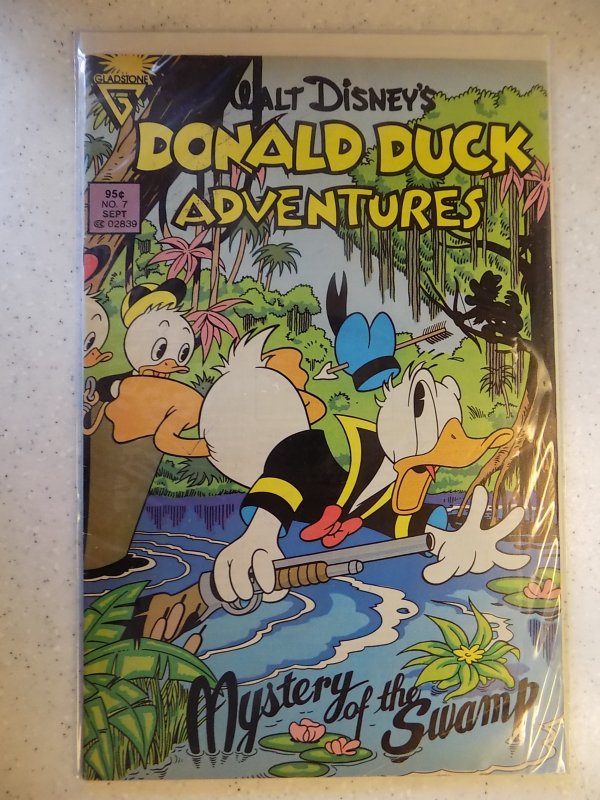 GLADSTONE
G
WALT DISNEY'S
DONALD DUCK
ADVENTURES
95¢
NO. 7
SEPT
02839
Mystery
of the
Swamp